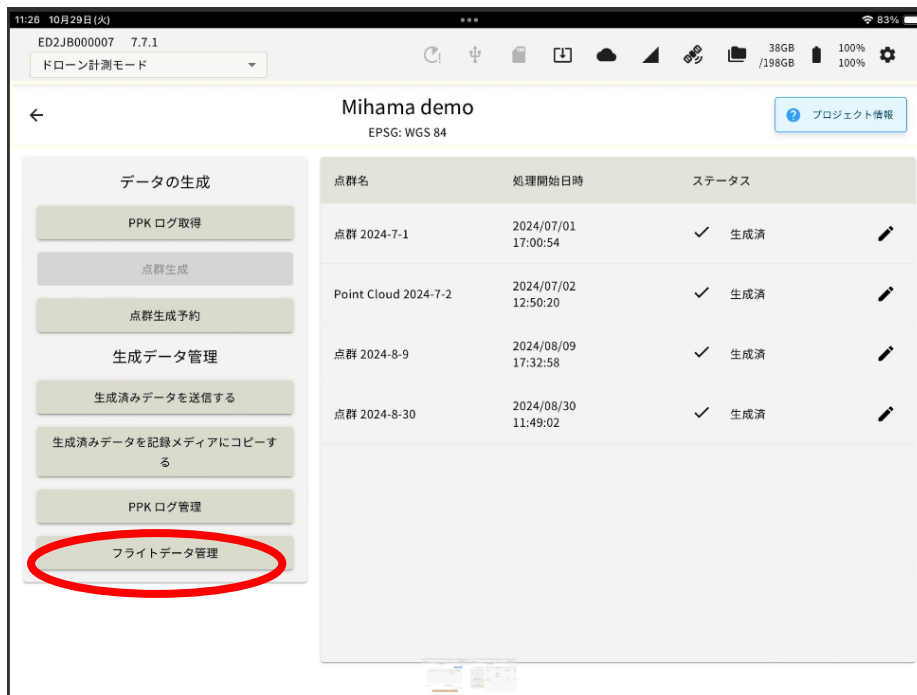 11:26 10月29日(火)
83%
ED2JB000007 7.7.1
ドローン計測モード
38GB
/198GB
100%
100%
Mihama demo
EPSG: WGS 84
プロジェクト情報
データの生成
PPK ログ取得
点群生成
点群生成予約
生成データ管理
生成済みデータを送信する
生成済みデータを記録メディアにコピーす
る
PPK ログ管理
フライトデータ管理
点群名 処理開始日時 ステータス
点群 2024-7-1 2024/07/01
17:00:54 生成済
Point Cloud 2024-7-2 2024/07/02
12:50:20 生成済
点群 2024-8-9 2024/08/09
17:32:58 生成済
点群 2024-8-30 2024/08/30
11:49:02 生成済